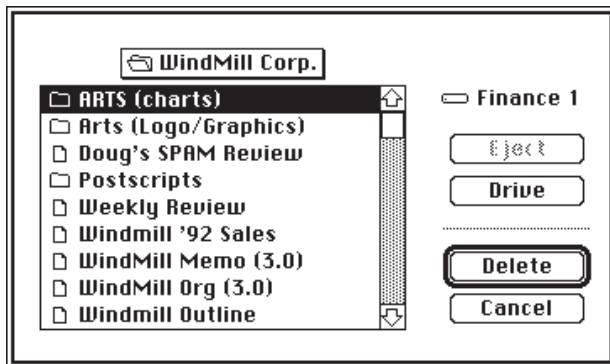 WindMill Corp.
ARTS (charts)
Arts (Logo/Graphics)
Doug's SPAM Review
Postscripts
Weekly Review
Windmill '92 Sales
WindMill Memo (3.0)
WindMill Org (3.0)
Windmill Outline
Finance 1
Eject
Drive
Delete
Cancel